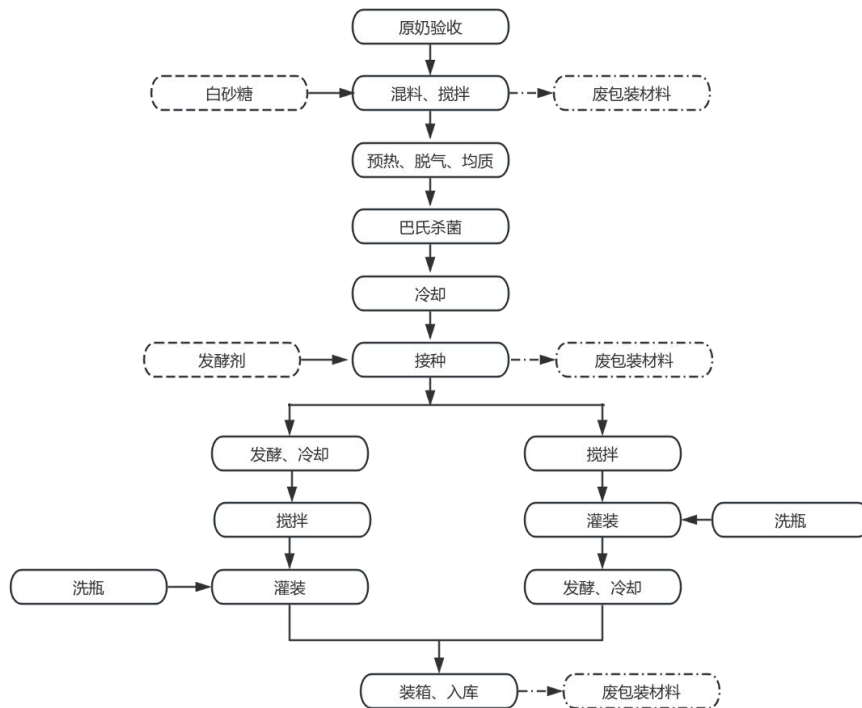 原奶验收
白砂糖
混料、搅拌
废包装材料
预热、脱气、均质
巴氏杀菌
冷却
发酵剂
接种
废包装材料
发酵、冷却
搅拌
搅拌
灌装
洗瓶
洗瓶
灌装
发酵、冷却
装箱、入库
废包装材料